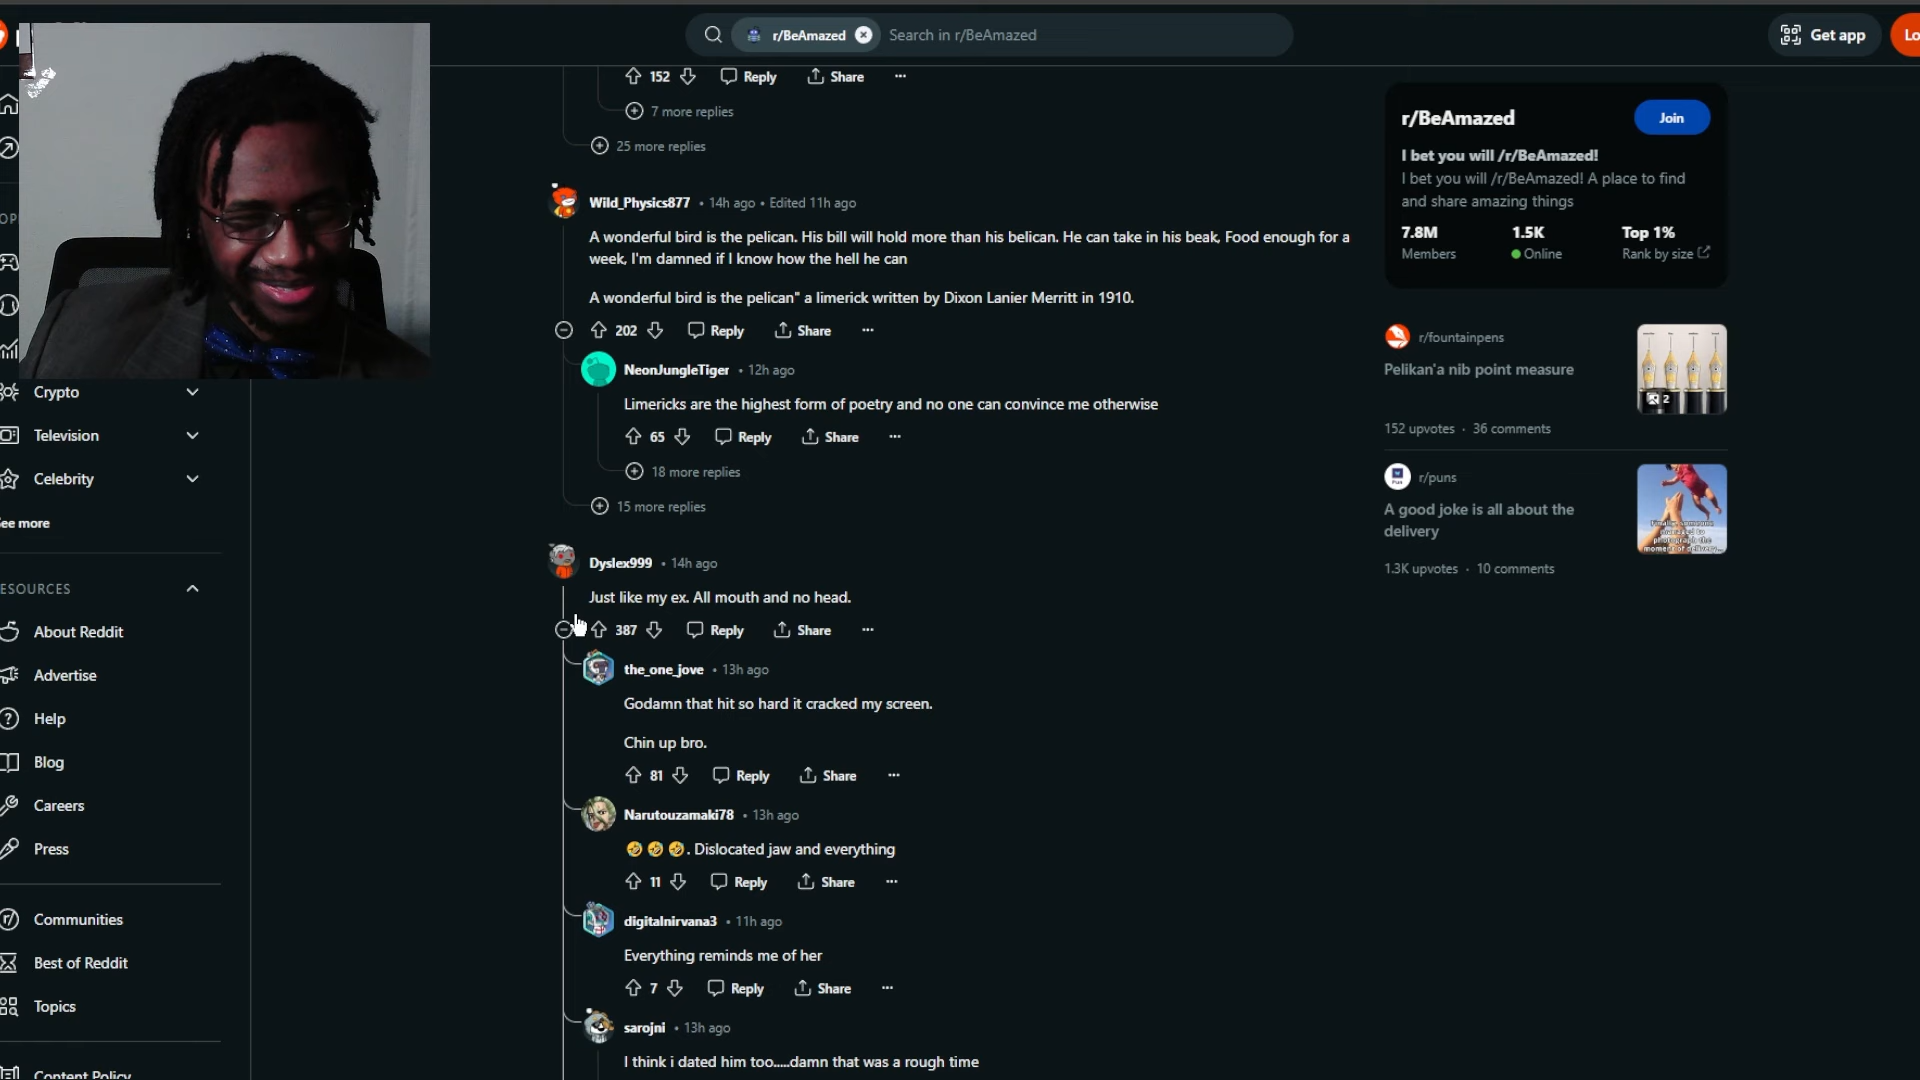 r/BeAmazed
Search in r/BeAmazed
Get app
Lo
Crypto
Television
Celebrity
ee more
ESOURCES
About Reddit
Advertise
Help
Blog
Careers
Press
Communities
Best of Reddit
Topics
Content Policy
152 Reply Share
7 more replies
25 more replies
Wild_Physics877 • 14h ago • Edited 11h ago
A wonderful bird is the pelican. His bill will hold more than his belican. He can take in his beak, Food enough for a
week, I'm damned if I know how the hell he can
A wonderful bird is the pelican" a limerick written by Dixon Lanier Merritt in 1910.
202 Reply Share
NeonJungleTiger • 12h ago
Limericks are the highest form of poetry and no one can convince me otherwise
65 Reply Share
18 more replies
15 more replies
Dyslex999 • 14h ago
Just like my ex. All mouth and no head.
387 Reply Share
the_one_jove • 13h ago
Godamn that hit so hard it cracked my screen.
Chin up bro.
81 Reply Share
Narutouzamaki78 • 13h ago
🤣🤣🤣. Dislocated jaw and everything
11 Reply Share
digitalnirvana3 • 11h ago
Everything reminds me of her
7 Reply Share
sarojni • 13h ago
I think i dated him too.....damn that was a rough time
r/BeAmazed
Join
I bet you will /r/BeAmazed!
I bet you will /r/BeAmazed! A place to find
and share amazing things
7.8M 1.5K Top 1%
Members Online Rank by size
r/fountainpens
Pelikan'a nib point measure
2
152 upvotes · 36 comments
r/puns
A good joke is all about the
delivery
1.3K upvotes · 10 comments